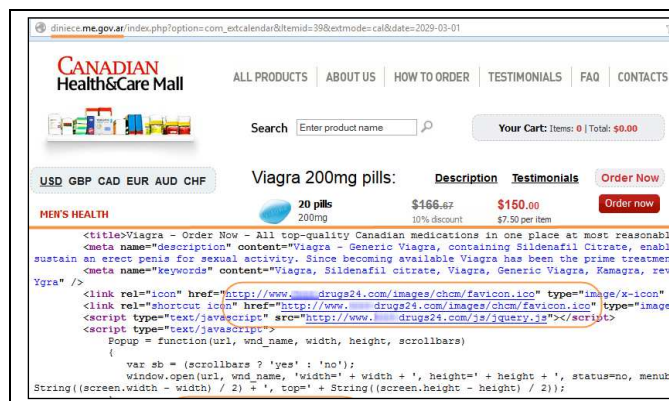 diniece.me.gov.ar/index.php?option=com_extcalendar&Itemid=39&extmode=cal&date=2029-03-01
CANADIAN
Health&Care Mall
ALL PRODUCTS | ABOUT US | HOW TO ORDER | TESTIMONIALS | FAQ | CONTACTS
Search Enter product name Your Cart: Items: 0 | Total: $0.00
USD GBP CAD EUR AUD CHF
Viagra 200mg pills: Description Testimonials Order Now
MEN'S HEALTH
20 pills $166.67 $150.00 Order now
200mg 10% discount $7.50 per item
<title>Viagra - Order Now - All top-quality Canadian medications in one place at most reasonabl
<meta name="description" content="Viagra - Generic Viagra, containing Sildenafil Citrate, enabl
sustain an erect penis for sexual activity. Since becoming available Viagra has been the prime treatmen
<meta name="keywords" content="Viagra, Sildenafil citrate, Viagra, Generic Viagra, Kamagra, rev
Ygra" />
<link rel="icon" href="http://www. drugs24.com/images/chcm/favicon.ico" type="image/x-icon"
<link rel="shortcut icon" href="http://www. drugs24.com/images/chcm/favicon.ico" type="image
<script type="text/javascript" src="http://www. drugs24.com/js/jquery.js"></script>
<script type="text/javascript">
Popup = function(url, wnd_name, width, height, scrollbars)
{
var sb = (scrollbars ? 'yes' : 'no');
window.open(url, wnd_name, 'width=' + width + ', height=' + height + ', status=no, menub
String((screen.width - width) / 2) + ', top=' + String((screen.height - height) / 2));